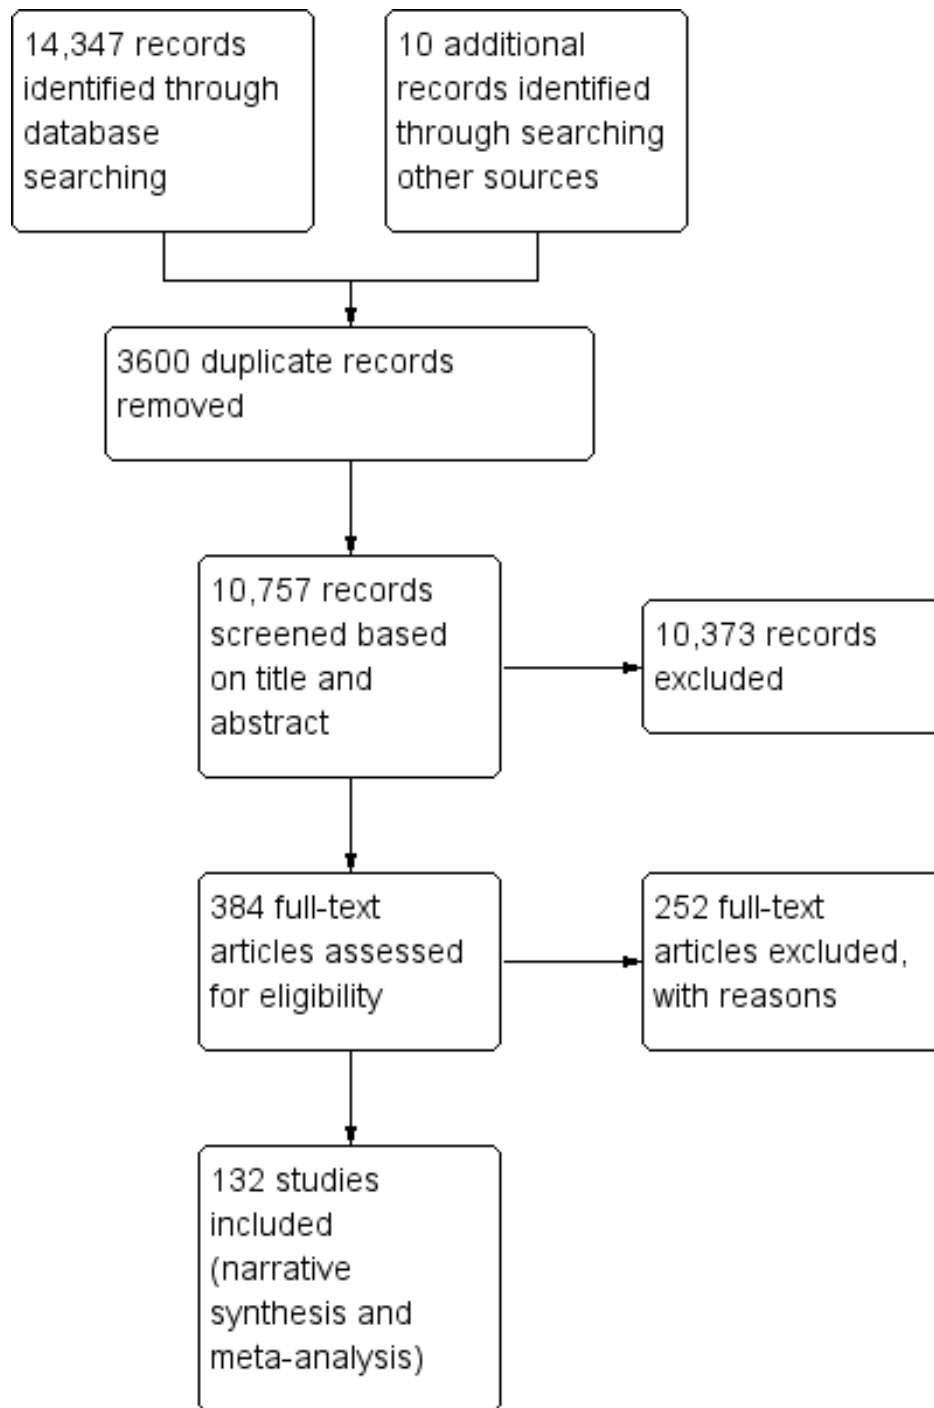 14,347 records
identified through
database
searching
10 additional
records identified
through searching
other sources
3600 duplicate records
removed
10,757 records
screened based
on title and
abstract
10,373 records
excluded
384 full-text
articles assessed
for eligibility
252 full-text
articles excluded,
with reasons
132 studies
included
(narrative
synthesis and
meta-analysis)